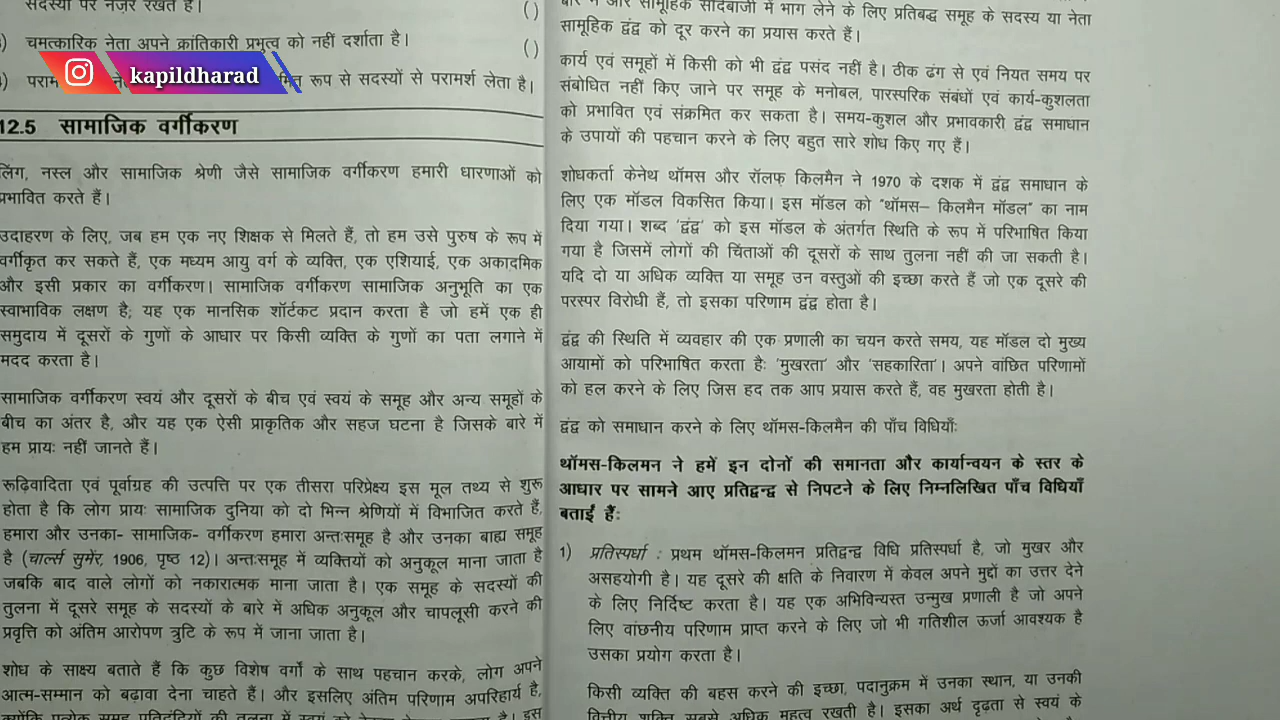 सदस्यों पर नज़र रखते हैं। ( )
चमत्कारिक नेता अपने क्रांतिकारी प्रभुत्व को नहीं दर्शाता है। ( )
kapildharad
रूप से सदस्यों से परामर्श लेता है।
12.5 सामाजिक वर्गीकरण
लिंग, नस्ल और सामाजिक श्रेणी जैसे सामाजिक वर्गीकरण हमारी धारणाओं को
प्रभावित करते हैं।
उदाहरण के लिए, जब हम एक नए शिक्षक से मिलते हैं, तो हम उसे पुरुष के रूप में
वर्गीकृत कर सकते हैं, एक मध्यम आयु वर्ग के व्यक्ति, एक एशियाई, एक अकादमिक
और इसी प्रकार का वर्गीकरण। सामाजिक वर्गीकरण सामाजिक अनुभूति का एक
स्वाभाविक लक्षण है; यह एक मानसिक शॉर्टकट प्रदान करता है जो हमें एक ही
समुदाय में दूसरों के गुणों के आधार पर किसी व्यक्ति के गुणों का पता लगाने में
मदद करता है।
सामाजिक वर्गीकरण स्वयं और दूसरों के बीच एवं स्वयं के समूह और अन्य समूहों के
बीच का अंतर है, और यह एक ऐसी प्राकृतिक और सहज घटना है जिसके बारे में
हम प्रायः नहीं जानते हैं।
रूढ़िवादिता एवं पूर्वाग्रह की उत्पत्ति पर एक तीसरा परिप्रेक्ष्य इस मूल तथ्य से शुरू
होता है कि लोग प्रायः सामाजिक दुनिया को दो भिन्न श्रेणियों में विभाजित करते हैं,
हमारा और उनका- सामाजिक- वर्गीकरण हमारा अन्तःसमूह है और उनका बाह्य समूह
है (चार्ल्स सुमेंर, 1906, पृष्ठ 12)। अन्तःसमूह में व्यक्तियों को अनुकूल माना जाता है
जबकि बाद वाले लोगों को नकारात्मक माना जाता है। एक समूह के सदस्यों की
तुलना में दूसरे समूह के सदस्यों के बारे में अधिक अनुकूल और चापलूसी करने की
प्रवृत्ति को अंतिम आरोपण त्रुटि के रूप में जाना जाता है।
शोध के साक्ष्य बताते हैं कि कुछ विशेष वर्गों के साथ पहचान करके, लोग अपने
आत्म-सम्मान को बढ़ावा देना चाहते हैं। और इसलिए अंतिम परिणाम अपरिहार्य है,
और सामूहिक सौदेबाजी में भाग लेने के लिए प्रतिबद्ध समूह के सदस्य या नेता
सामूहिक द्वंद्व को दूर करने का प्रयास करते हैं।
कार्य एवं समूहों में किसी को भी द्वंद्व पसंद नहीं है। ठीक ढंग से एवं नियत समय पर
संबोधित नहीं किए जाने पर समूह के मनोबल, पारस्परिक संबंधों एवं कार्य-कुशलता
को प्रभावित एवं संक्रमित कर सकता है। समय-कुशल और प्रभावकारी द्वंद्व समाधान
के उपायों की पहचान करने के लिए बहुत सारे शोध किए गए हैं।
शोधकर्ता केनेथ थॉमस और रॉलफ़ किलमैन ने 1970 के दशक में द्वंद्व समाधान के
लिए एक मॉडल विकसित किया। इस मॉडल को "थॉमस– किलमैन मॉडल" का नाम
दिया गया। शब्द 'द्वंद्व' को इस मॉडल के अंतर्गत स्थिति के रूप में परिभाषित किया
गया है जिसमें लोगों की चिंताओं की दूसरों के साथ तुलना नहीं की जा सकती है।
यदि दो या अधिक व्यक्ति या समूह उन वस्तुओं की इच्छा करते हैं जो एक दूसरे की
परस्पर विरोधी हैं, तो इसका परिणाम द्वंद्व होता है।
द्वंद्व की स्थिति में व्यवहार की एक प्रणाली का चयन करते समय, यह मॉडल दो मुख्य
आयामों को परिभाषित करता हैः 'मुखरता' और 'सहकारिता'। अपने वांछित परिणामों
को हल करने के लिए जिस हद तक आप प्रयास करते हैं, वह मुखरता होती है।
द्वंद्व को समाधान करने के लिए थॉमस-किलमैन की पाँच विधियाँः
थॉमस-किलमन ने हमें इन दोनों की समानता और कार्यान्वयन के स्तर के
आधार पर सामने आए प्रतिद्वन्द्व से निपटने के लिए निम्नलिखित पाँच विधियाँ
बताईं हैंः
1) प्रतिस्पर्धा : प्रथम थॉमस-किलमन प्रतिद्वन्द्व विधि प्रतिस्पर्धा है, जो मुखर और
असहयोगी है। यह दूसरे की क्षति के निवारण में केवल अपने मुद्दों का उत्तर देने
के लिए निर्दिष्ट करता है। यह एक अभिविन्यस्त उन्मुख प्रणाली है जो अपने
लिए वांछनीय परिणाम प्राप्त करने के लिए जो भी गतिशील ऊर्जा आवश्यक है
उसका प्रयोग करता है।
किसी व्यक्ति की बहस करने की इच्छा, पदानुक्रम में उनका स्थान, या उनकी
वित्तीय शक्ति सबसे अधिक महत्व रखती है। इसका अर्थ दृढ़ता से स्वयं के